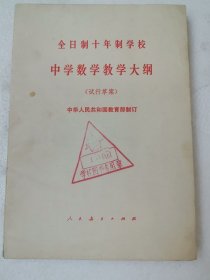 全日制十年制学校
中学数学教学大纲
(试行草案)
中华人民共和国教育部制订
人民教育出版社